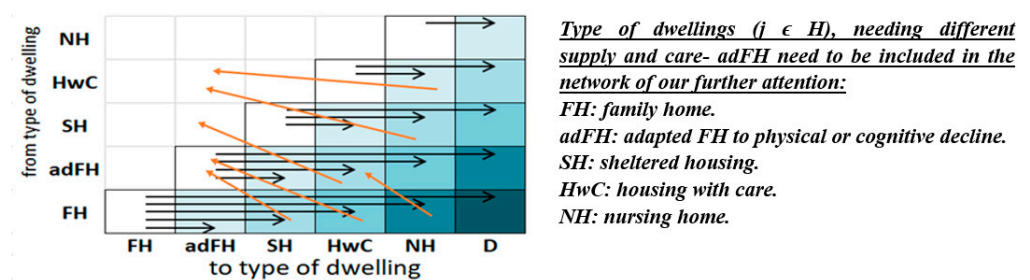 from type of dwelling
NH
HwC
SH
adFH
FH
FH adFH SH HwC NH D
to type of dwelling
Type of dwellings (j ϵ H), needing different
supply and care- adFH need to be included in the
network of our further attention:
FH: family home.
adFH: adapted FH to physical or cognitive decline.
SH: sheltered housing.
HwC: housing with care.
NH: nursing home.